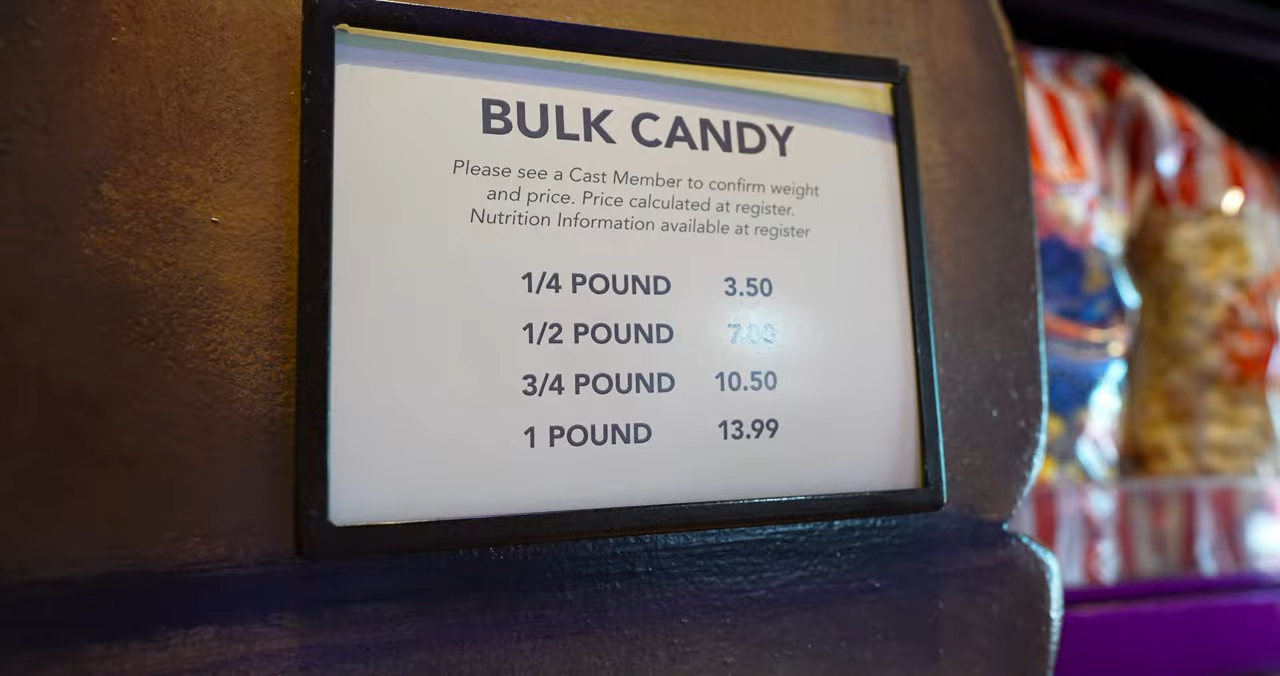 BULK CANDY
Please see a Cast Member to confirm weight
and price. Price calculated at register.
Nutrition Information available at register
1/4 POUND 3.50
1/2 POUND 7.00
3/4 POUND 10.50
1 POUND 13.99